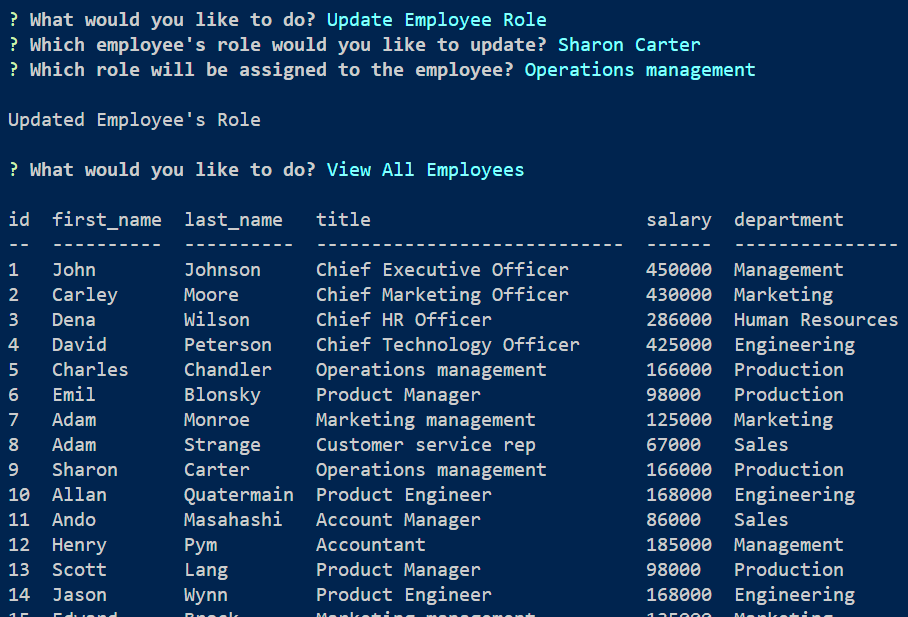 ? What would you like to do? Update Employee Role
? Which employee's role would you like to update? Sharon Carter
? Which role will be assigned to the employee? Operations management
Updated Employee's Role
? What would you like to do? View All Employees
id  first_name  last_name   title                         salary  department
--  ----------  ----------  ----------------------------  ------  ---------------
1   John        Johnson     Chief Executive Officer       450000  Management
2   Carley      Moore       Chief Marketing Officer       430000  Marketing
3   Dena        Wilson      Chief HR Officer              286000  Human Resources
4   David       Peterson    Chief Technology Officer      425000  Engineering
5   Charles     Chandler    Operations management         166000  Production
6   Emil        Blonsky     Product Manager               98000   Production
7   Adam        Monroe      Marketing management          125000  Marketing
8   Adam        Strange     Customer service rep          67000   Sales
9   Sharon      Carter      Operations management         166000  Production
10  Allan       Quatermain  Product Engineer              168000  Engineering
11  Ando        Masahashi   Account Manager               86000   Sales
12  Henry       Pym         Accountant                    185000  Management
13  Scott       Lang        Product Manager               98000   Production
14  Jason       Wynn        Product Engineer              168000  Engineering